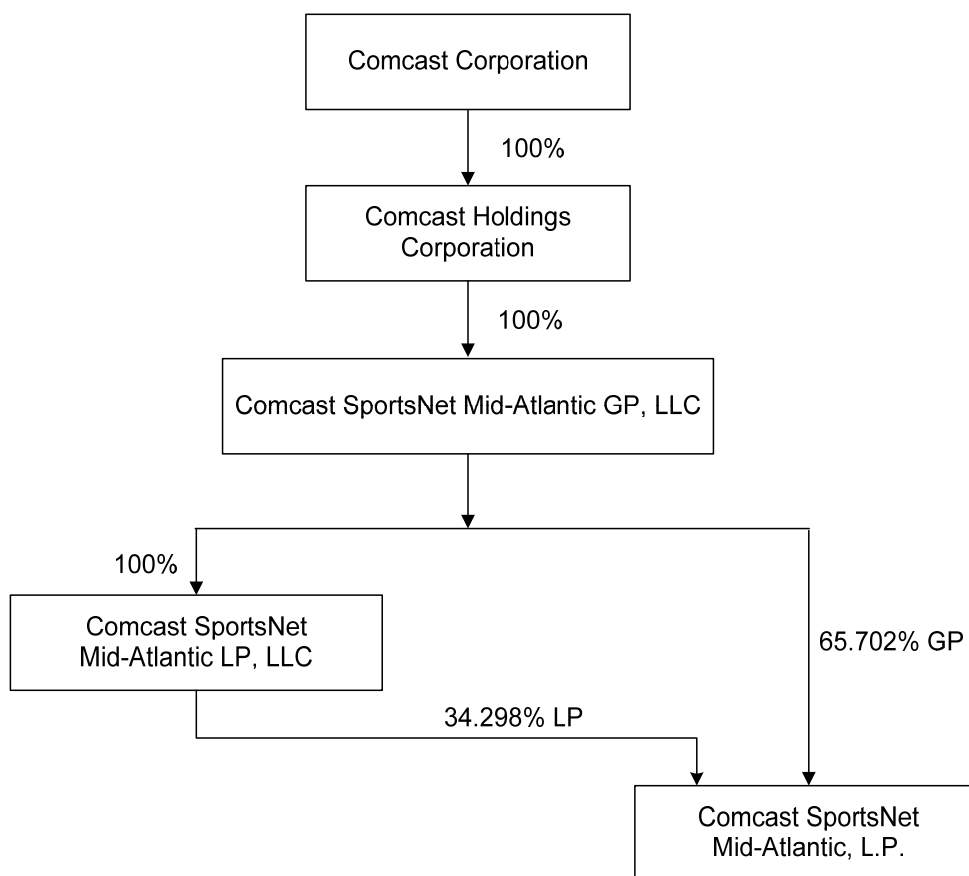 Comcast Corporation
100%
Comcast Holdings
Corporation
100%
Comcast SportsNet Mid-Atlantic GP, LLC
100%
Comcast SportsNet
Mid-Atlantic LP, LLC
65.702% GP
34.298% LP
Comcast SportsNet
Mid-Atlantic, L.P.